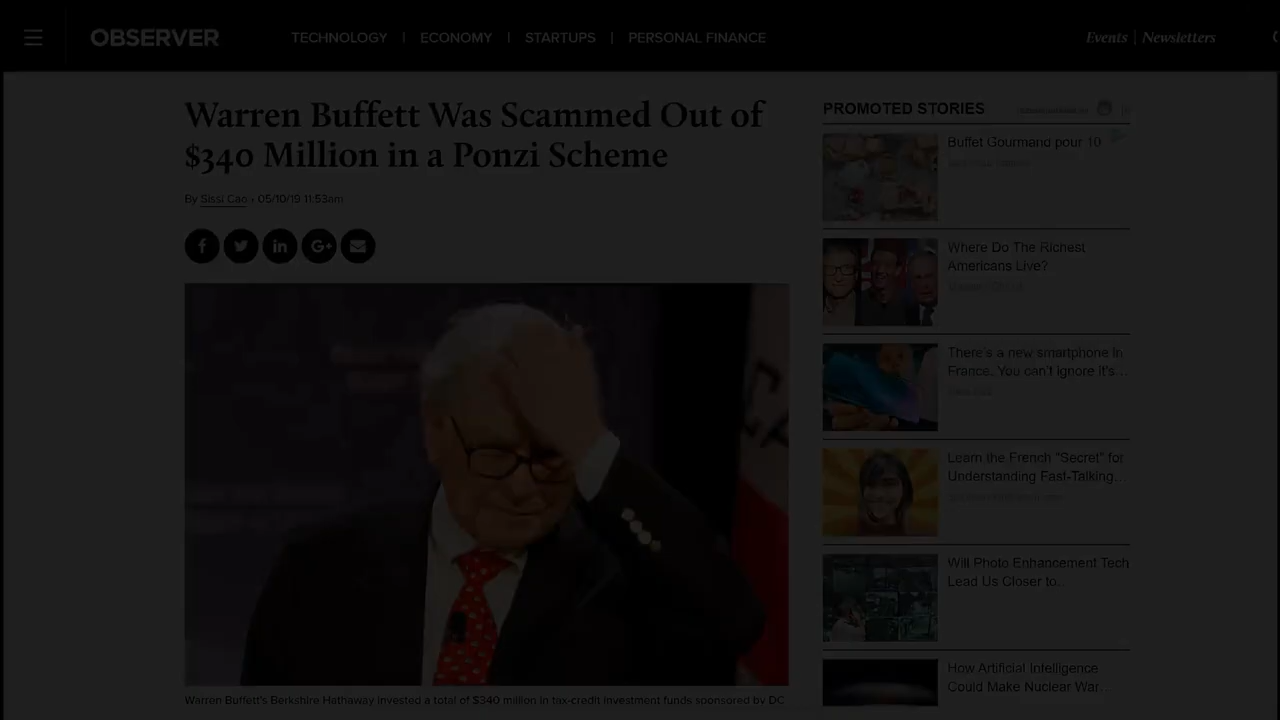 OBSERVER
TECHNOLOGY | ECONOMY | STARTUPS | PERSONAL FINANCE
Events | Newsletters
Warren Buffett Was Scammed Out of
$340 Million in a Ponzi Scheme
By Sissi Cao • 05/10/19 11:53am
Warren Buffett's Berkshire Hathaway invested a total of $340 million in tax-credit investment funds sponsored by DC
PROMOTED STORIES
Buffet Gourmand pour 10
Where Do The Richest
Americans Live?
There's a new smartphone in
France. You can't ignore it's...
Learn the French "Secret" for
Understanding Fast-Talking...
Will Photo Enhancement Tech
Lead Us Closer to...
How Artificial Intelligence
Could Make Nuclear War...